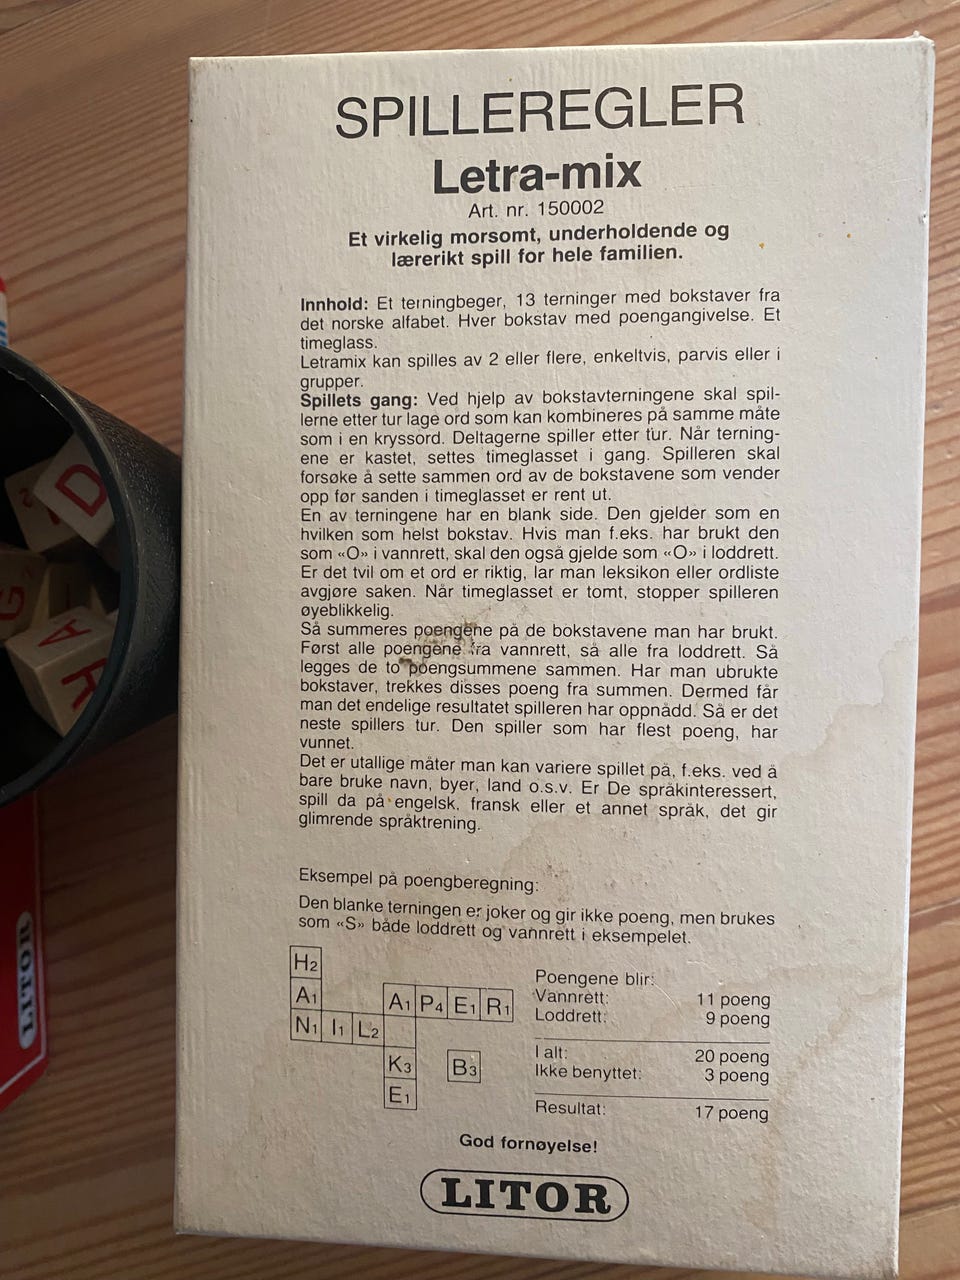 SPILLEREGLER
Letra-mix
Art. nr. 150002
Et virkelig morsomt, underholdende og
lærerikt spill for hele familien.
Innhold: Et terningbeger, 13 terninger med bokstaver fra
det norske alfabet. Hver bokstav med poengangivelse. Et
timeglass.
Letramix kan spilles av 2 eller flere, enkeltvis, parvis eller i
grupper.
Spillets gang: Ved hjelp av bokstavterningene skal spil-
lerne etter tur lage ord som kan kombineres på samme måte
som i en kryssord. Deltagerne spiller etter tur. Når terning-
ene er kastet, settes timeglasset i gang. Spilleren skal
forsøke å sette sammen ord av de bokstavene som vender
opp før sanden i timeglasset er rent ut.
En av terningene har en blank side. Den gjelder som en
hvilken som helst bokstav. Hvis man f.eks. har brukt den
som «O» i vannrett, skal den også gjelde som «O» i loddrett.
Er det tvil om et ord er riktig, lar man leksikon eller ordliste
avgjøre saken. Når timeglasset er tomt, stopper spilleren
øyeblikkelig.
Så summeres poengene på de bokstavene man har brukt.
Først alle poengene fra vannrett, så alle fra loddrett. Så
legges de to poengsummene sammen. Har man ubrukte
bokstaver, trekkes disses poeng fra summen. Dermed får
man det endelige resultatet spilleren har oppnådd. Så er det
neste spillers tur. Den spiller som har flest poeng, har
vunnet.
Det er utallige måter man kan variere spillet på, f.eks. ved å
bare bruke navn, byer, land o.s.v. Er De språkinteressert,
spill da på engelsk, fransk eller et annet språk, det gir
glimrende språktrening.
Eksempel på poengberegning:
Den blanke terningen er joker og gir ikke poeng, men brukes
som «S» både loddrett og vannrett i eksempelet.
H2
A1 A1 P4 E1 R1
N1 I1 L2
K3 B3
E1
Poengene blir:
Vannrett: 11 poeng
Loddrett: 9 poeng
I alt: 20 poeng
Ikke benyttet: 3 poeng
Resultat: 17 poeng
God fornøyelse!
LITOR
LITOR
D
G
A
K